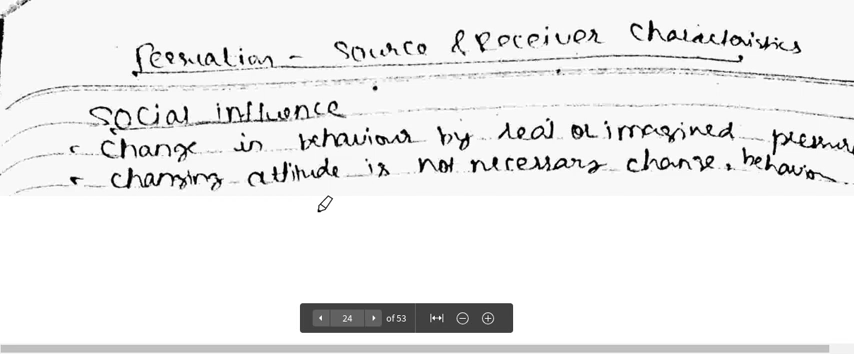 Persuation - Source & Receiver Characteristics
Social influence
Change in behaviour by real or imagined pressur
changing attitude is not necessary change, behavior
24 of 53